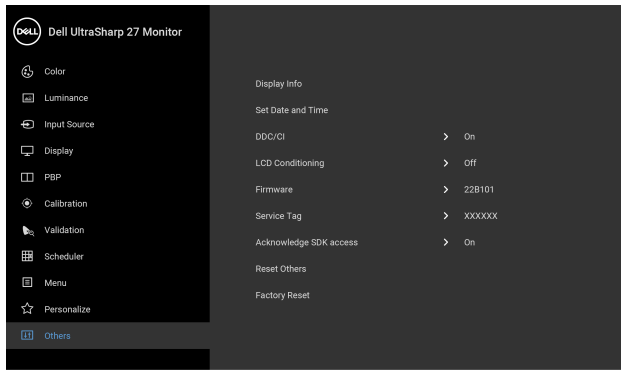 DELL Dell UltraSharp 27 Monitor
Color
Luminance
Input Source
Display
PBP
Calibration
Validation
Scheduler
Menu
Personalize
Others
Display Info
Set Date and Time
DDC/CI > On
LCD Conditioning > Off
Firmware > 22B101
Service Tag > XXXXXX
Acknowledge SDK access > On
Reset Others
Factory Reset